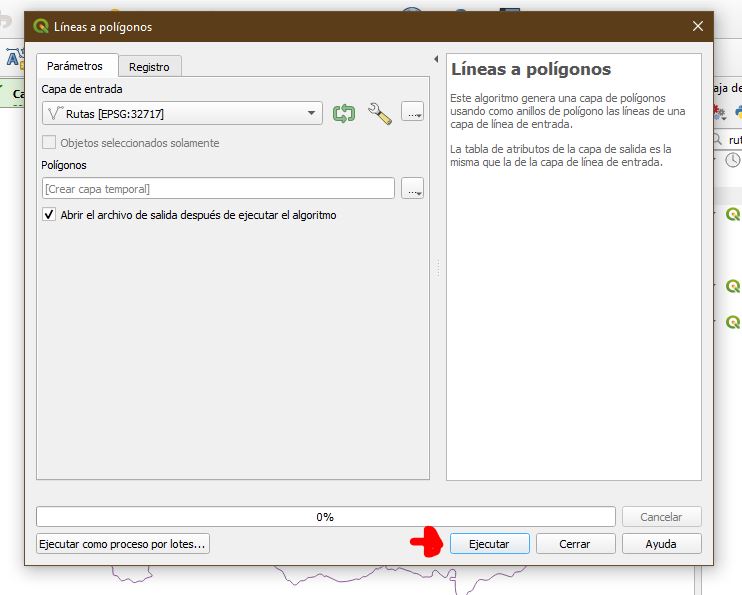 Líneas a polígonos
Parámetros
Registro
Capa de entrada
Rutas [EPSG:32717]
...
Objetos seleccionados solamente
Polígonos
[Crear capa temporal]
...
Abrir el archivo de salida después de ejecutar el algoritmo
Líneas a polígonos
Este algoritmo genera una capa de polígonos
usando como anillos de polígono las líneas de una
capa de línea de entrada.
La tabla de atributos de la capa de salida es la
misma que la de la capa de línea de entrada.
0%
Cancelar
Ejecutar como proceso por lotes...
Ejecutar
Cerrar
Ayuda
Ca
aja de
rut